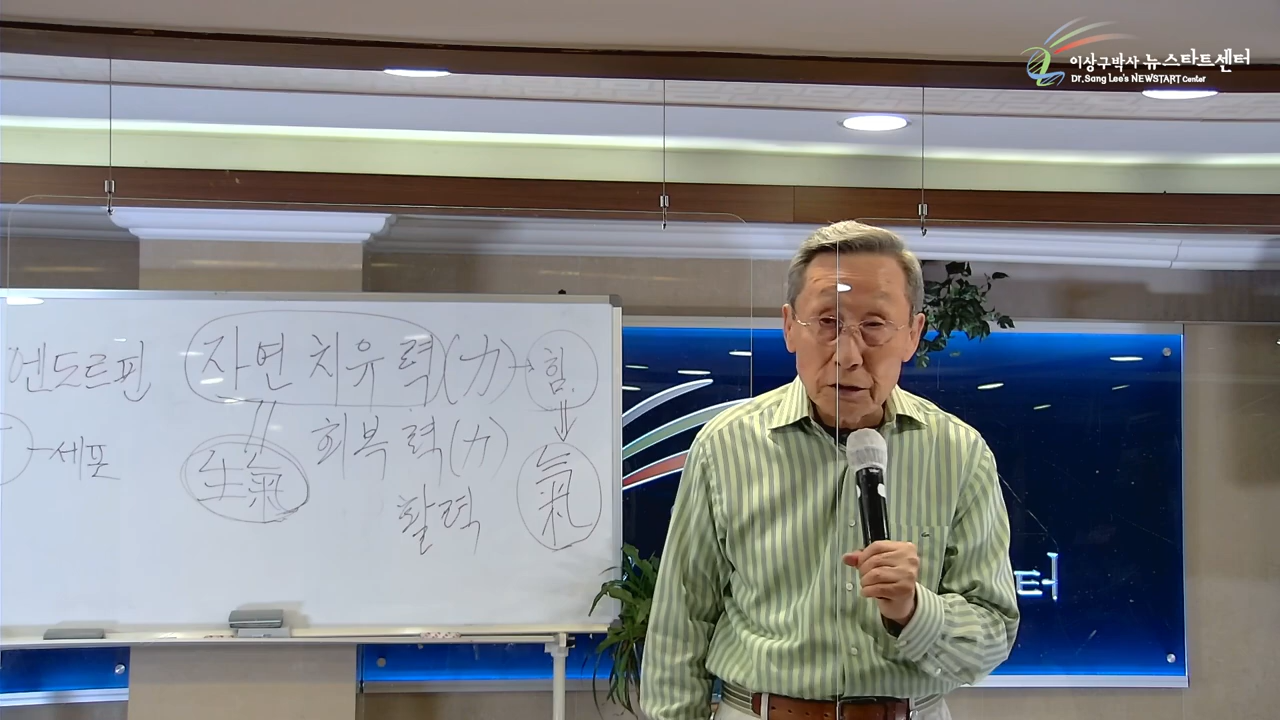 이상구박사 뉴스타트센터
Dr. Sang Lee's NEWSTART Center
엔도르핀 자연치유력(力)→힘.
세포 生氣 회복력(力) 氣
활력
터